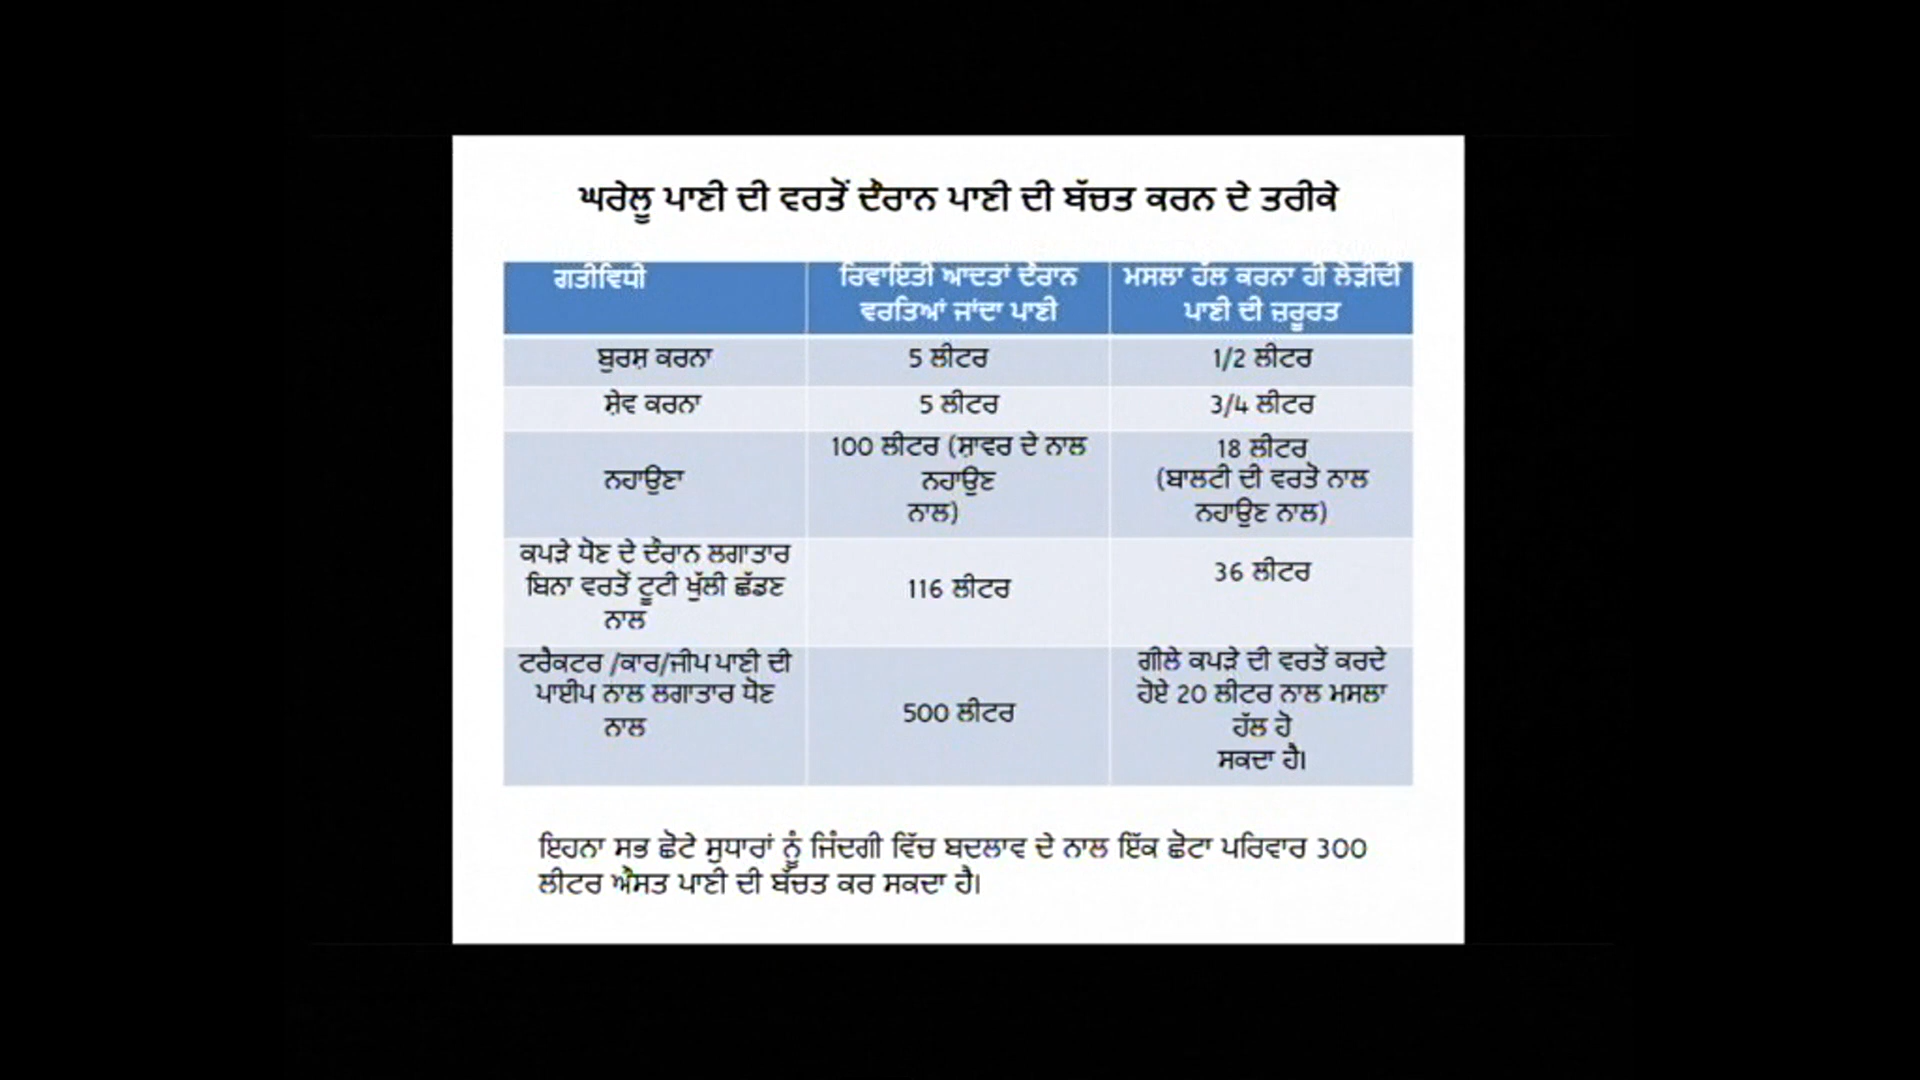 ਘਰੇਲੂ ਪਾਣੀ ਦੀ ਵਰਤੋਂ ਦੌਰਾਨ ਪਾਣੀ ਦੀ ਬੱਚਤ ਕਰਨ ਦੇ ਤਰੀਕੇ
ਗਤੀਵਿਧੀ
ਰਿਵਾਇਤੀ ਆਦਤਾਂ ਦੌਰਾਨ
ਵਰਤਿਆਂ ਜਾਂਦਾ ਪਾਣੀ
ਮਸਲਾ ਹੱਲ ਕਰਨਾ ਹੀ ਲੋੜੀਂਦੀ
ਪਾਣੀ ਦੀ ਜ਼ਰੂਰਤ
ਬੁਰਸ਼ ਕਰਨਾ
5 ਲੀਟਰ
1/2 ਲੀਟਰ
ਸ਼ੇਵ ਕਰਨਾ
5 ਲੀਟਰ
3/4 ਲੀਟਰ
ਨਹਾਉਣਾ
100 ਲੀਟਰ (ਸ਼ਾਵਰ ਦੇ ਨਾਲ
ਨਹਾਉਣ
ਨਾਲ)
18 ਲੀਟਰ
(ਬਾਲਟੀ ਦੀ ਵਰਤੋਂ ਨਾਲ
ਨਹਾਉਣ ਨਾਲ)
ਕਪੜੇ ਧੋਣ ਦੇ ਦੌਰਾਨ ਲਗਾਤਾਰ
ਬਿਨਾ ਵਰਤੋਂ ਟੂਟੀ ਖੁੱਲੀ ਛੱਡਣ
ਨਾਲ
116 ਲੀਟਰ
36 ਲੀਟਰ
ਟਰੈਕਟਰ /ਕਾਰ/ਜੀਪ ਪਾਣੀ ਦੀ
ਪਾਈਪ ਨਾਲ ਲਗਾਤਾਰ ਧੋਣ
ਨਾਲ
500 ਲੀਟਰ
ਗੀਲੇ ਕਪੜੇ ਦੀ ਵਰਤੋਂ ਕਰਦੇ
ਹੋਏ 20 ਲੀਟਰ ਨਾਲ ਮਸਲਾ
ਹੱਲ ਹੋ
ਸਕਦਾ ਹੈ।
ਇਹਨਾ ਸਭ ਛੋਟੇ ਸੁਧਾਰਾਂ ਨੂੰ ਜਿੰਦਗੀ ਵਿੱਚ ਬਦਲਾਵ ਦੇ ਨਾਲ ਇੱਕ ਛੋਟਾ ਪਰਿਵਾਰ 300
ਲੀਟਰ ਔਸਤ ਪਾਣੀ ਦੀ ਬੱਚਤ ਕਰ ਸਕਦਾ ਹੈ।